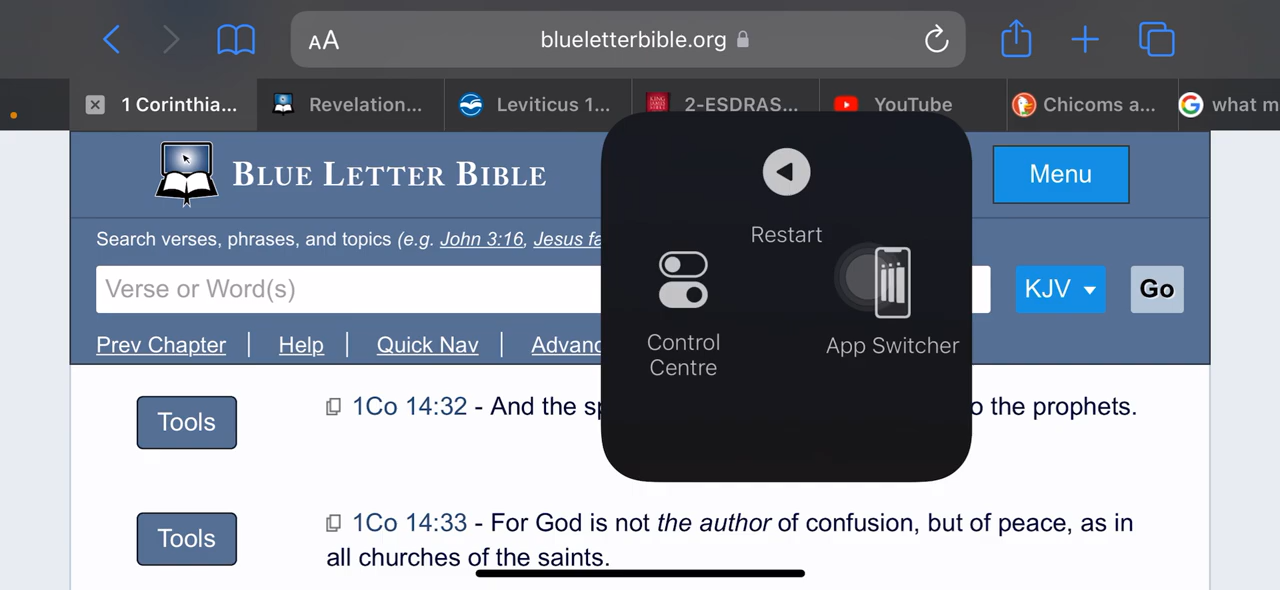 AA blueletterbible.org
1 Corinthia... Revelation... Leviticus 1... 2-ESDRAS... YouTube Chicoms a... what m
BLUE LETTER BIBLE
Menu
Restart
Search verses, phrases, and topics (e.g. John 3:16, Jesus fa
Verse or Word(s)
KJV Go
Control
Centre
App Switcher
Prev Chapter | Help | Quick Nav | Advanc
Tools
1Co 14:32 - And the sp o the prophets.
Tools
1Co 14:33 - For God is not the author of confusion, but of peace, as in
all churches of the saints.